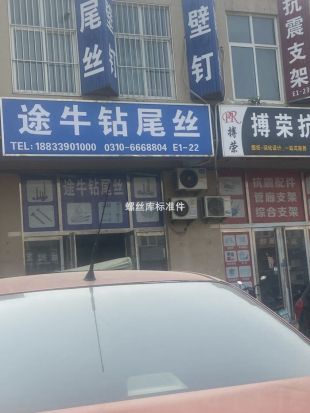 尾丝
壁钉
抗震支架
E1-23
途牛钻尾丝
TEL: 18833901000 0310-6668804 E1-22
搏荣
搏荣抗
途牛钻尾丝
抗震配件
管廊支架
综合支架
螺丝库标准件